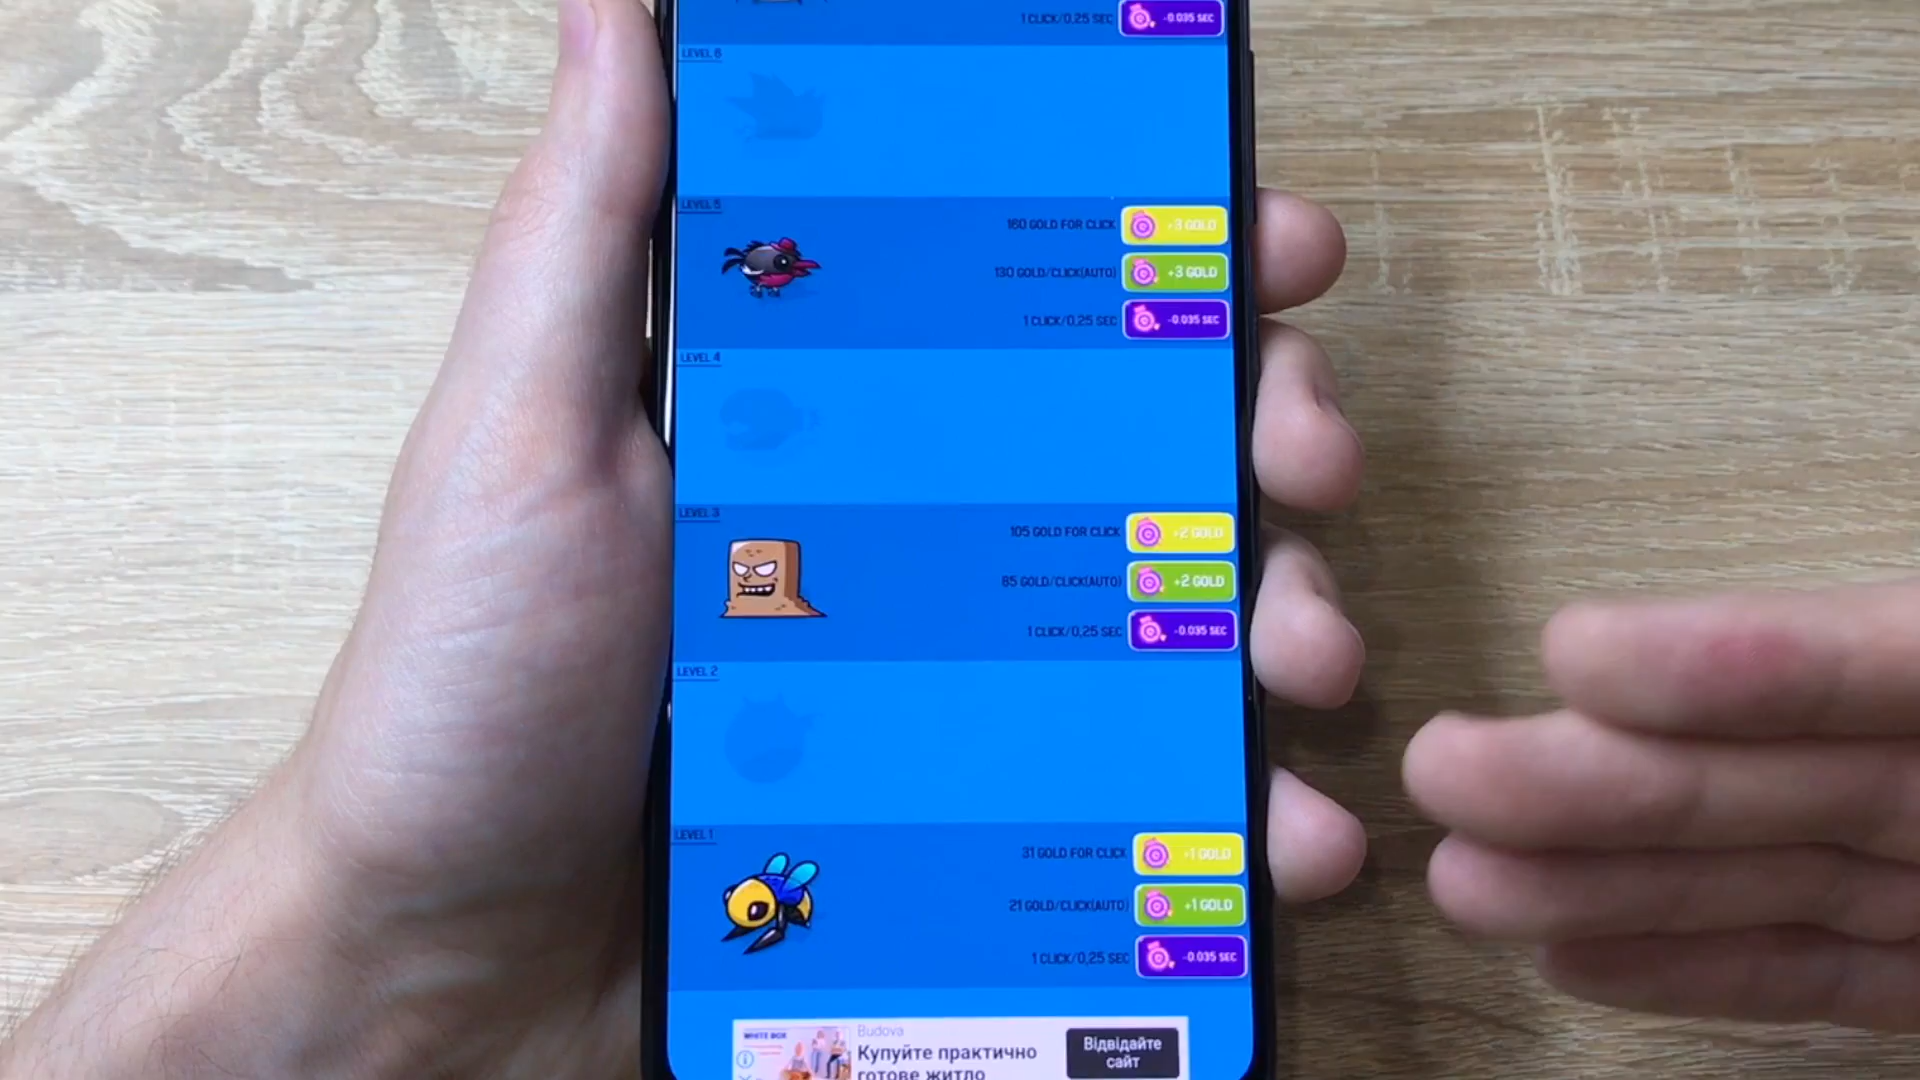 1 CLICK/0,25 SEC
-0.035 SEC
LEVEL 6
LEVEL 5
160 GOLD FOR CLICK
+3 GOLD
130 GOLD/CLICK(AUTO)
+3 GOLD
1 CLICK/0,25 SEC
-0.035 SEC
LEVEL 4
LEVEL 3
105 GOLD FOR CLICK
+2 GOLD
85 GOLD/CLICK(AUTO)
+2 GOLD
1 CLICK/0,25 SEC
-0.035 SEC
LEVEL 2
LEVEL 1
31 GOLD FOR CLICK
+1 GOLD
21 GOLD/CLICK(AUTO)
+1 GOLD
1 CLICK/0,25 SEC
-0.035 SEC
WHITE BOX
Budova
Купуйте практично
готове житло
Відвідайте
сайт